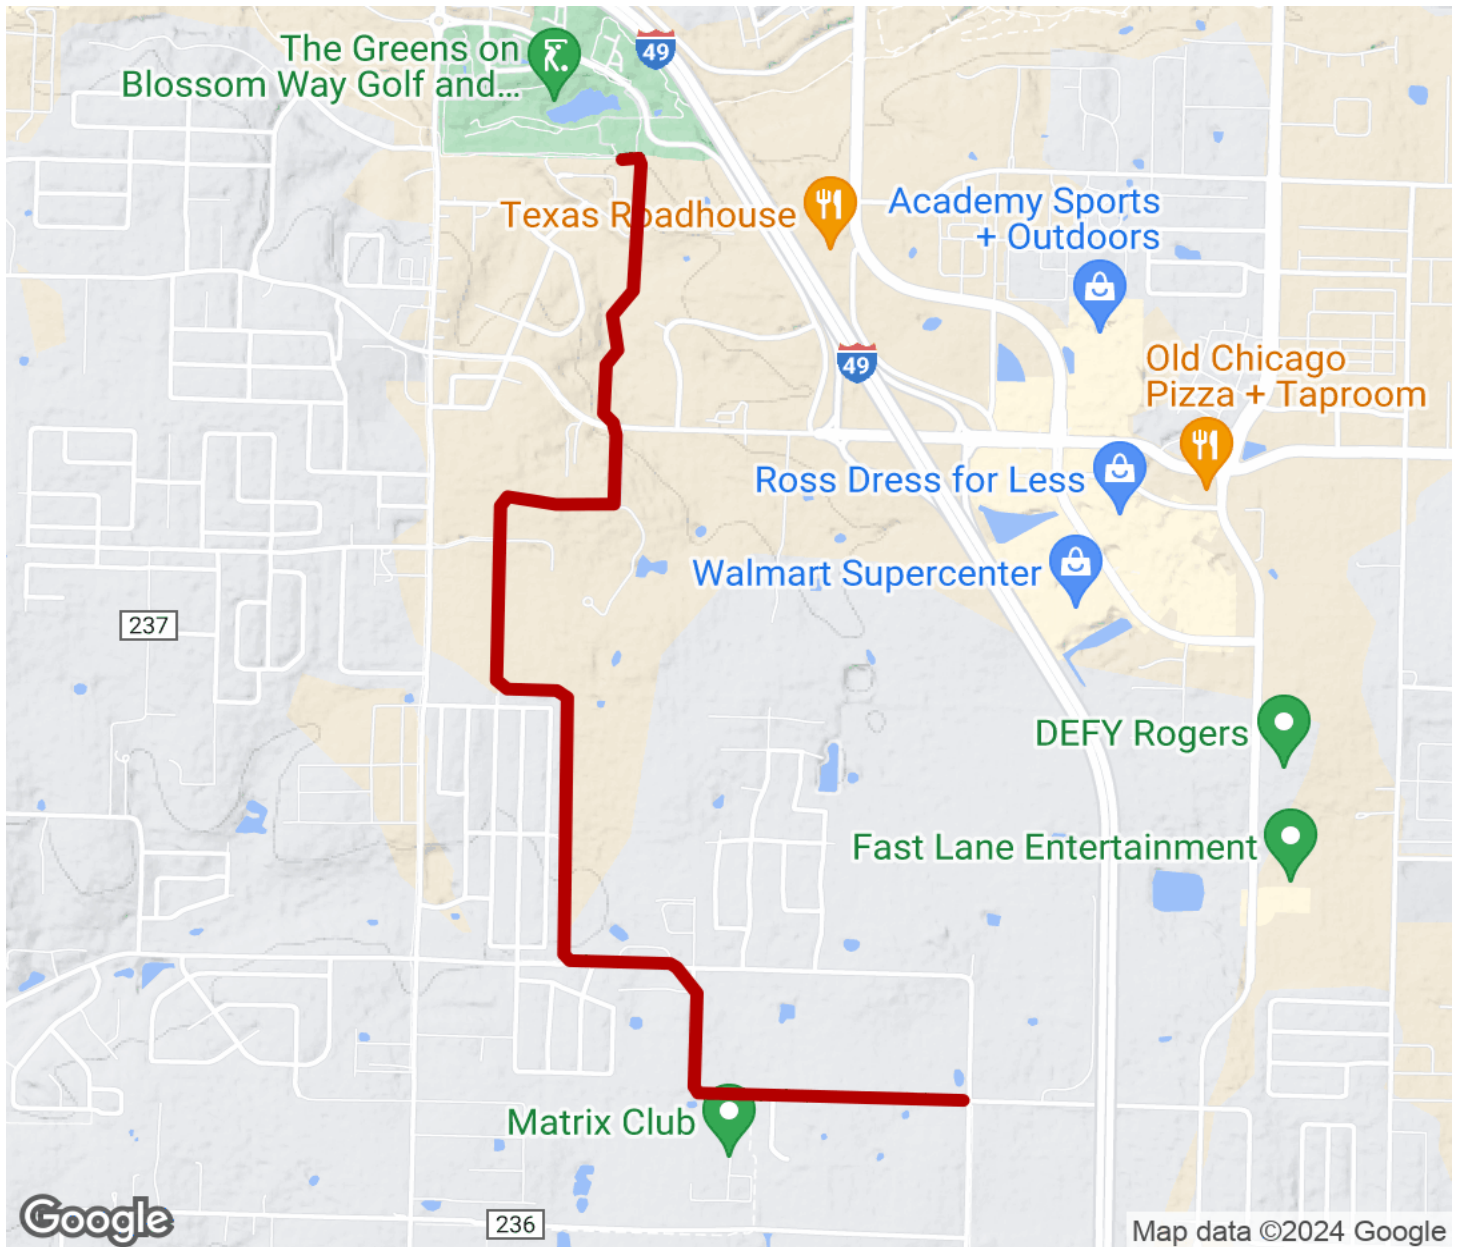 The Greens on
Blossom Way Golf and...
49
Texas Roadhouse
Academy Sports
+ Outdoors
49
Old Chicago
Pizza + Taproom
Ross Dress for Less
Walmart Supercenter
237
DEFY Rogers
Fast Lane Entertainment
Matrix Club
Google
236
Map data ©2024 Google